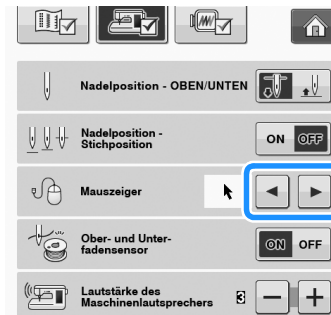 Nadelposition - OBEN/UNTEN
Nadelposition -
Stichposition
ON OFF
Mauszeiger
Ober- und Unter-
fadensensor
ON OFF
Lautstärke des
Maschinenlautsprechers
3